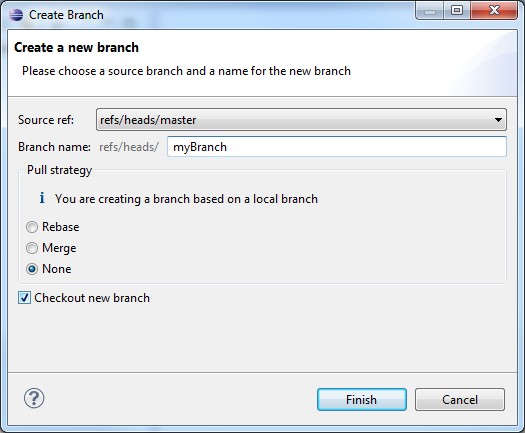 Create Branch
Create a new branch
Please choose a source branch and a name for the new branch
Source ref: refs/heads/master
Branch name: refs/heads/ myBranch
Pull strategy
i You are creating a branch based on a local branch
Rebase
Merge
None
Checkout new branch
? Finish Cancel